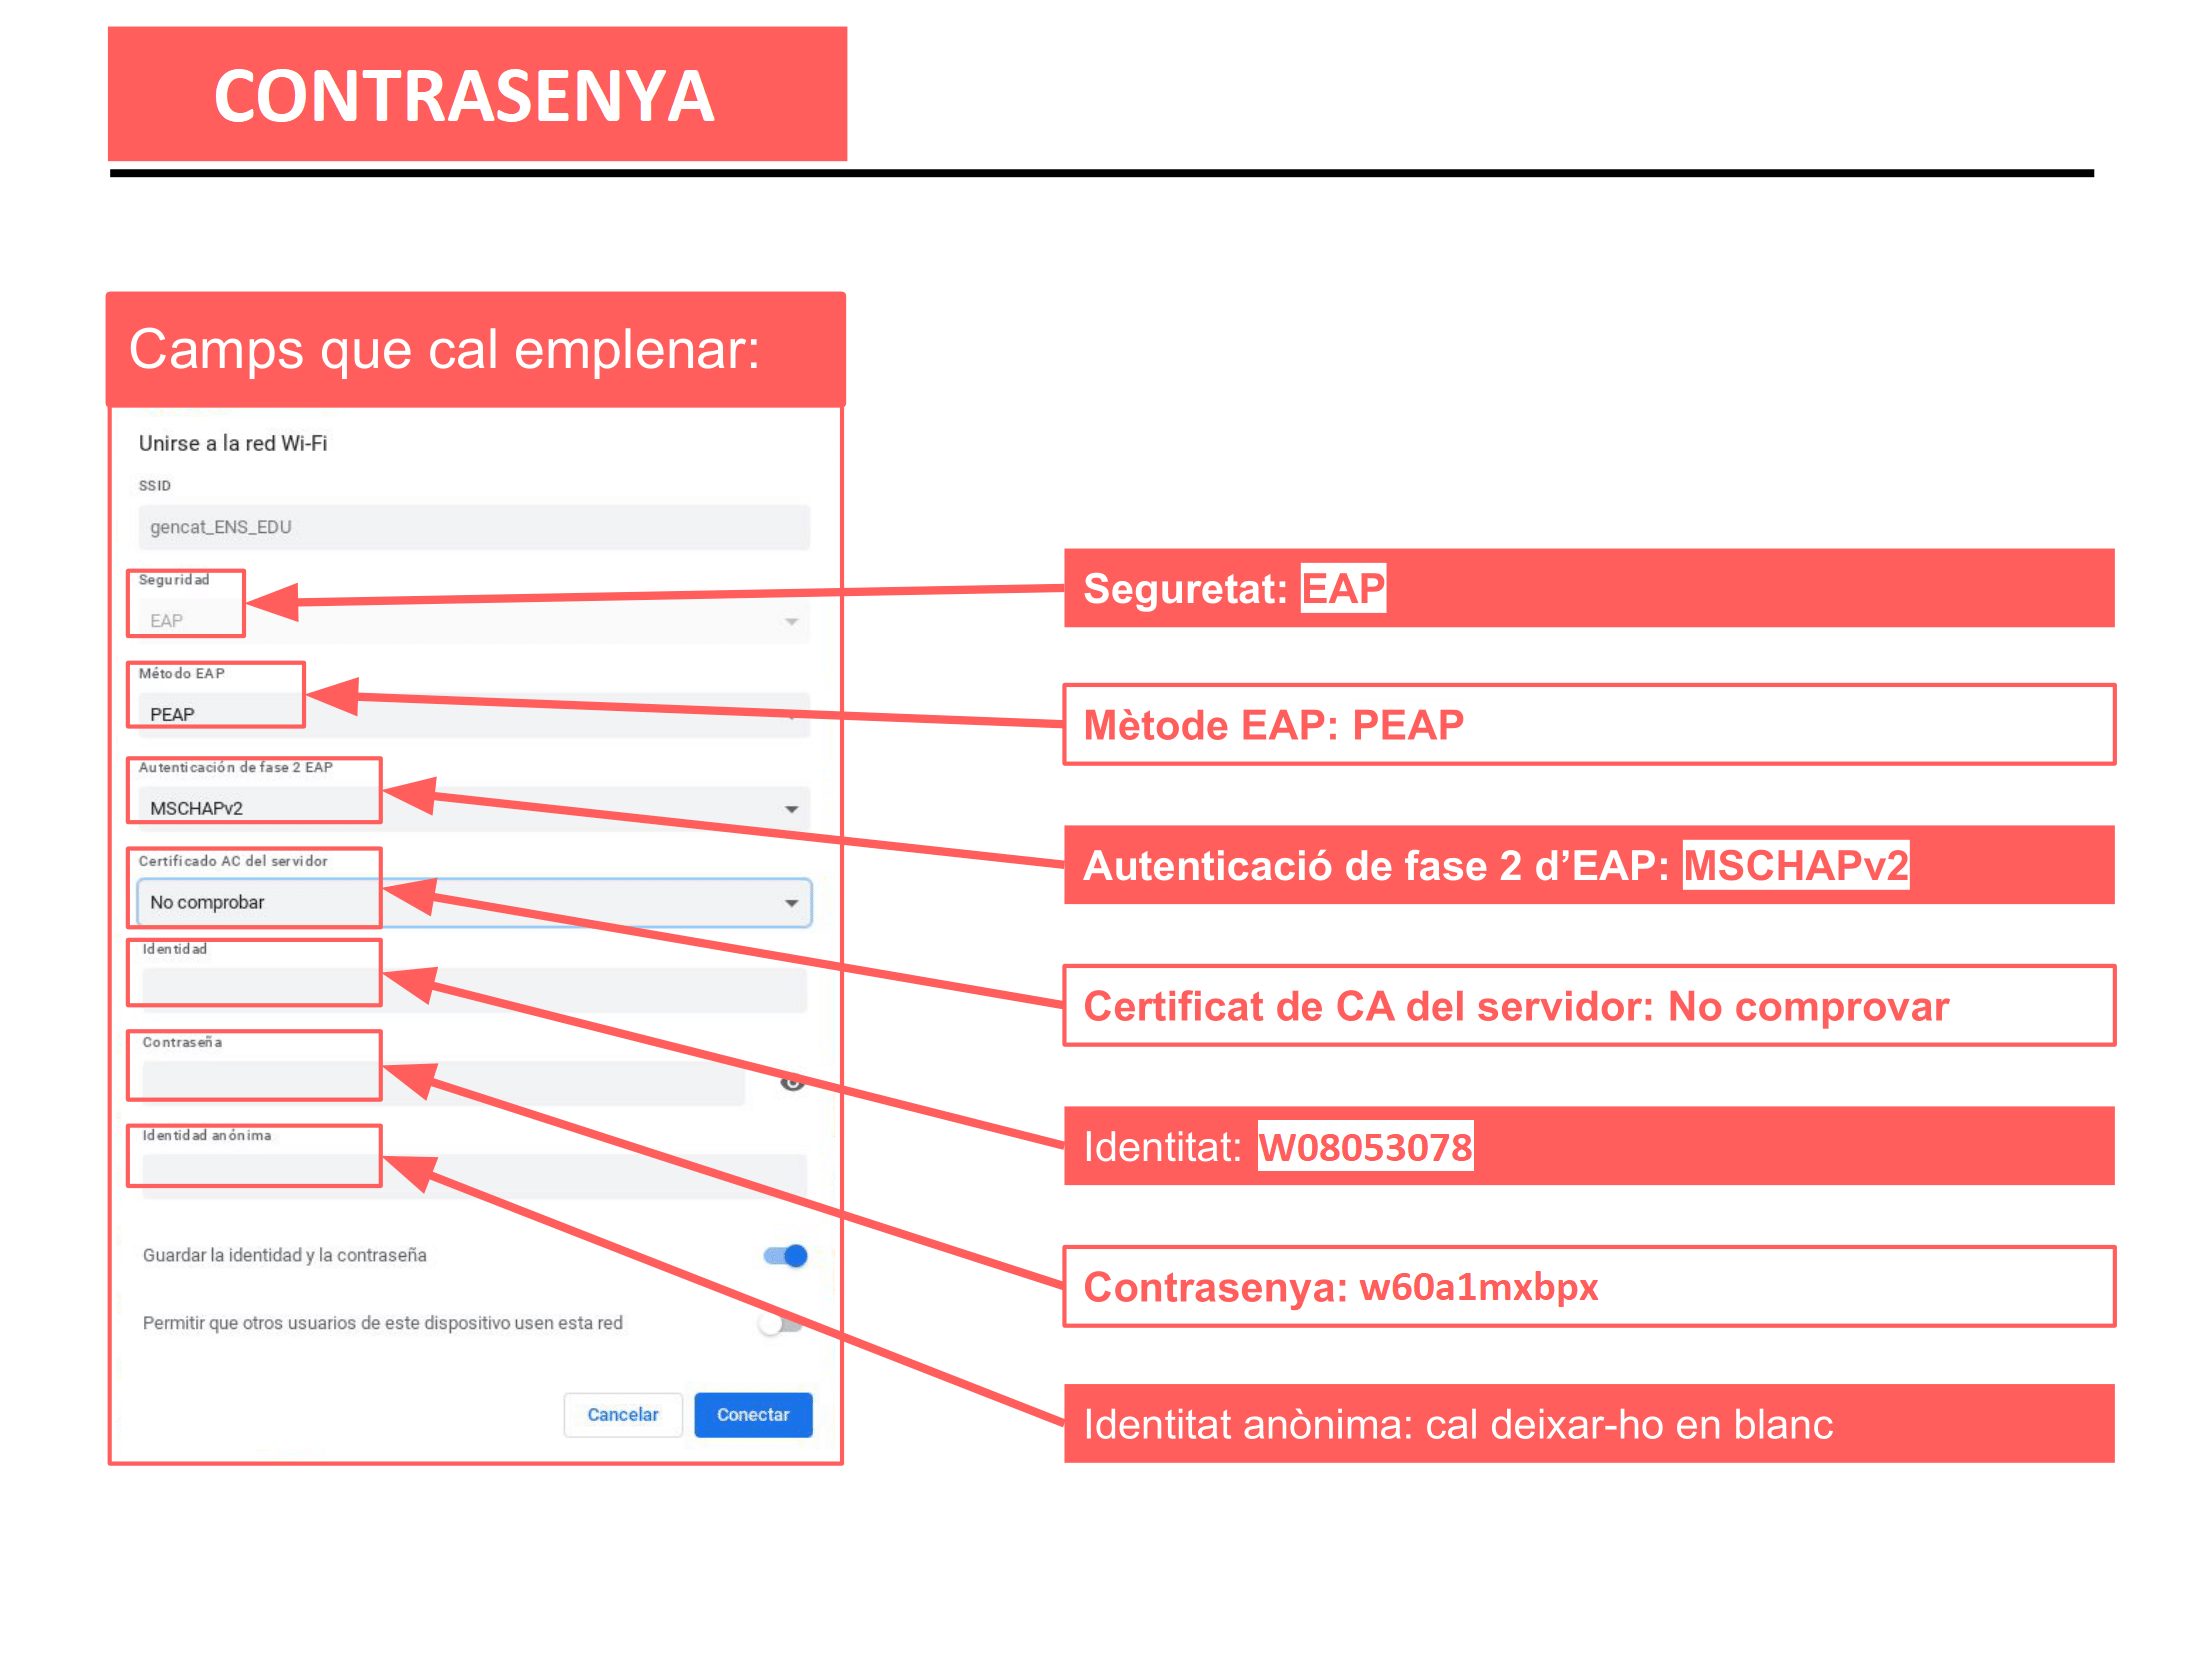 CONTRASENYA
Camps que cal emplenar:
Unirse a la red Wi-Fi
SSID
gencat_ENS_EDU
Seguridad
EAP
Método EAP
PEAP
Autenticación de fase 2 EAP
MSCHAPv2
Certificado AC del servidor
No comprobar
Identidad
Contraseña
Identidad anónima
Guardar la identidad y la contraseña
Permitir que otros usuarios de este dispositivo usen esta red
Cancelar
Conectar
Seguretat: EAP
Mètode EAP: PEAP
Autenticació de fase 2 d’EAP: MSCHAPv2
Certificat de CA del servidor: No comprovar
Identitat: W08053078
Contrasenya: w60a1mxbpx
Identitat anònima: cal deixar-ho en blanc